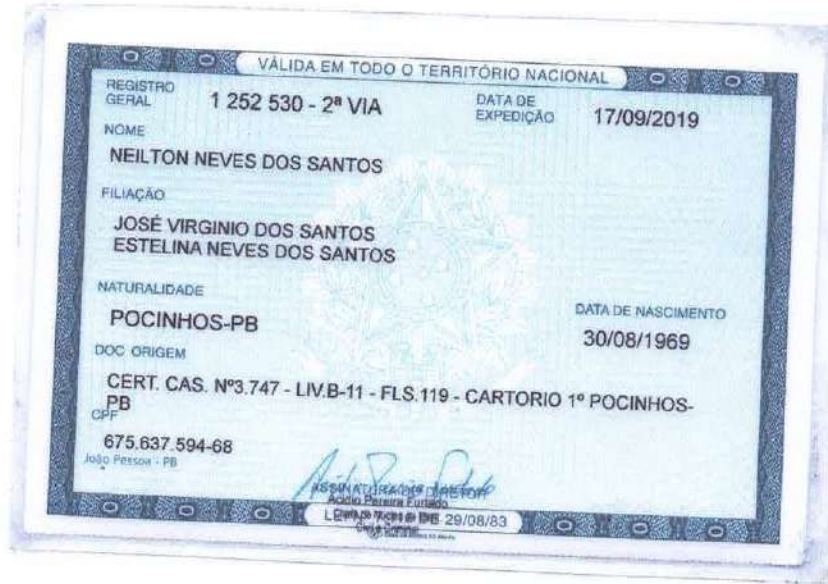 VÁLIDA EM TODO O TERRITÓRIO NACIONAL
REGISTRO GERAL 1 252 530 - 2ª VIA DATA DE EXPEDIÇÃO 17/09/2019
NOME
NEILTON NEVES DOS SANTOS
FILIAÇÃO
JOSÉ VIRGINIO DOS SANTOS
ESTELINA NEVES DOS SANTOS
NATURALIDADE
POCINHOS-PB
DATA DE NASCIMENTO
30/08/1969
DOC ORIGEM
CERT. CAS. Nº3.747 - LIV.B-11 - FLS.119 - CARTORIO 1º POCINHOS-
PB
CPF
675.637.594-68
João Pessoa - PB
ASSINATURA DO DIRETOR
Pereira Furtado
DE 29/08/83